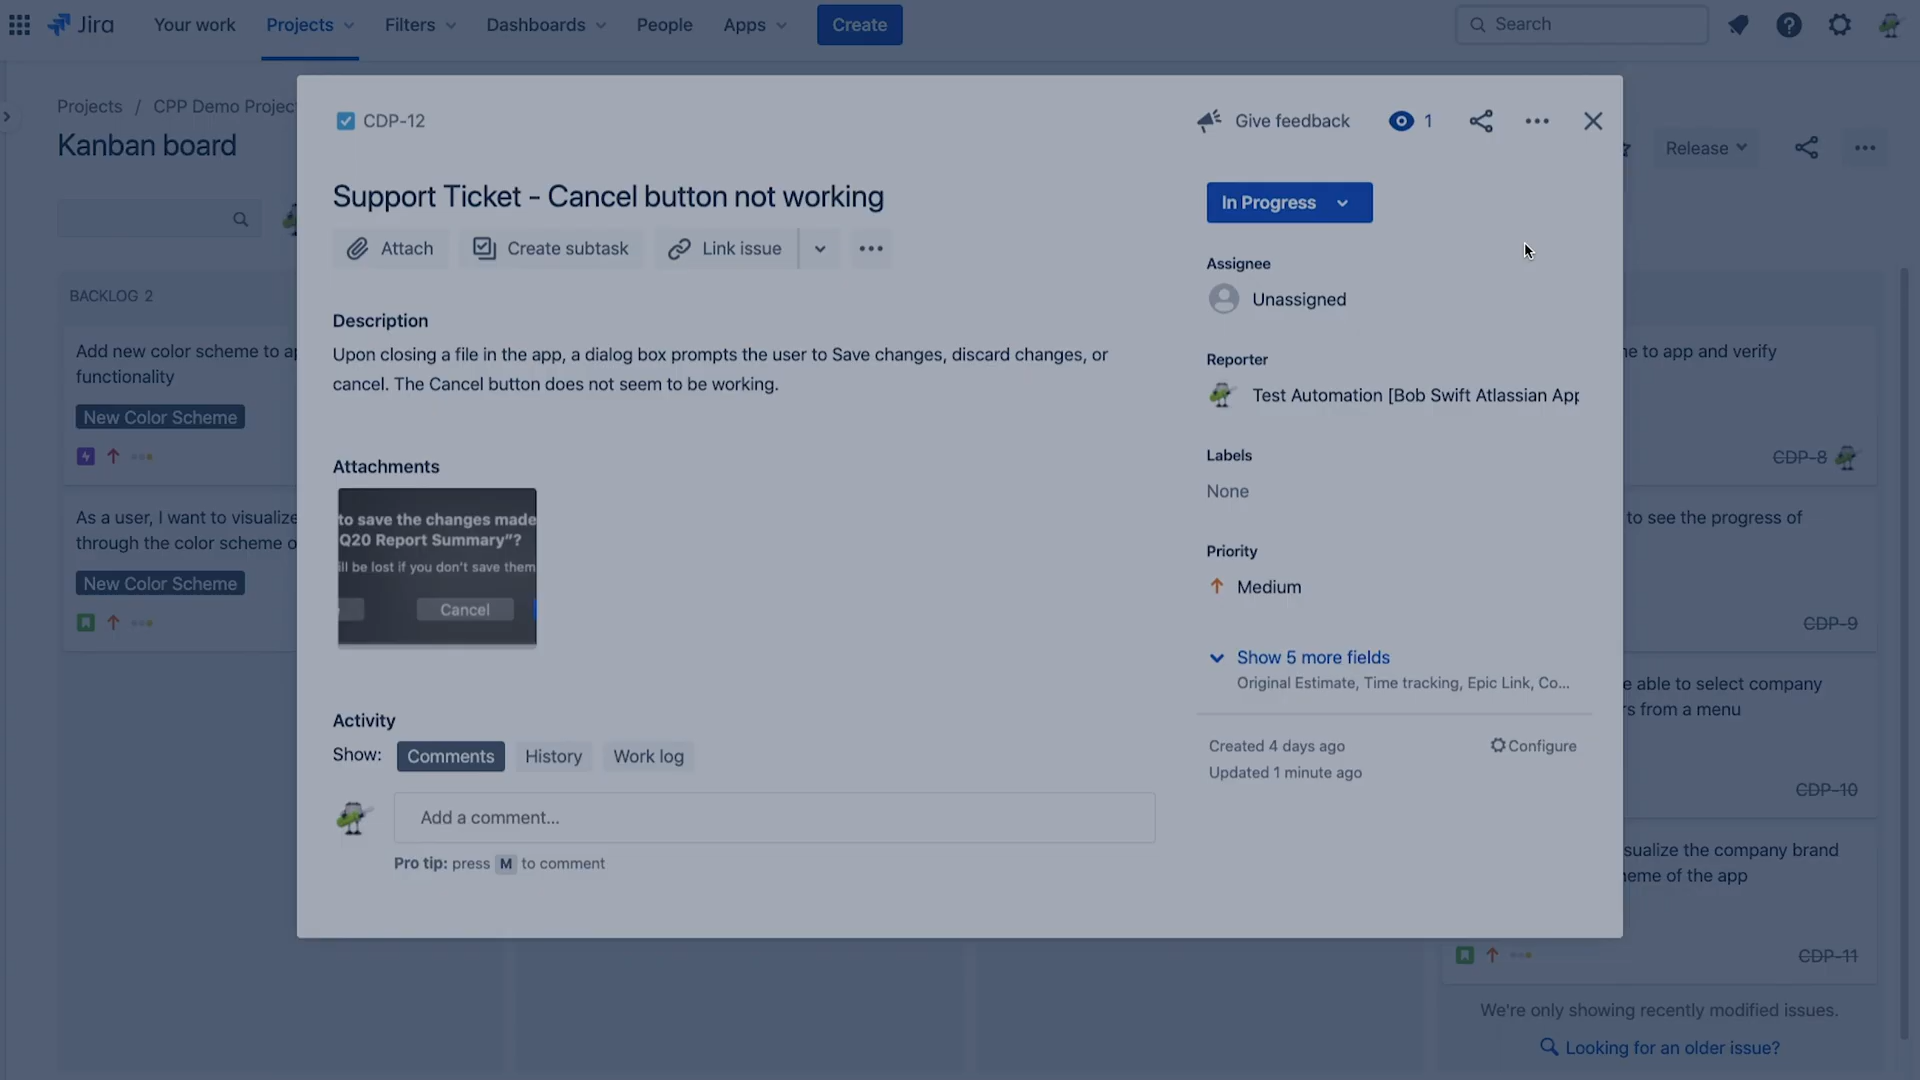 Jira
Your work
Projects
Filters
Dashboards
People
Apps
Create
Search
Projects / CPP Demo Projec
Kanban board
Release
BACKLOG 2
Add new color scheme to ap
functionality
New Color Scheme
As a user, I want to visualize
through the color scheme o
New Color Scheme
CDP-12
Give feedback
1
Support Ticket - Cancel button not working
Attach
Create subtask
Link issue
Description
Upon closing a file in the app, a dialog box prompts the user to Save changes, discard changes, or
cancel. The Cancel button does not seem to be working.
Attachments
to save the changes made
Q20 Report Summary"?
ill be lost if you don't save them
Cancel
Activity
Show:
Comments
History
Work log
Add a comment...
Pro tip: press M to comment
In Progress
Assignee
Unassigned
Reporter
Test Automation [Bob Swift Atlassian App
Labels
None
Priority
Medium
Show 5 more fields
Original Estimate, Time tracking, Epic Link, Co...
Created 4 days ago
Configure
Updated 1 minute ago
ne to app and verify
CDP-8
to see the progress of
CDP-9
e able to select company
rs from a menu
CDP-10
sualize the company brand
neme of the app
CDP-11
We're only showing recently modified issues.
Looking for an older issue?